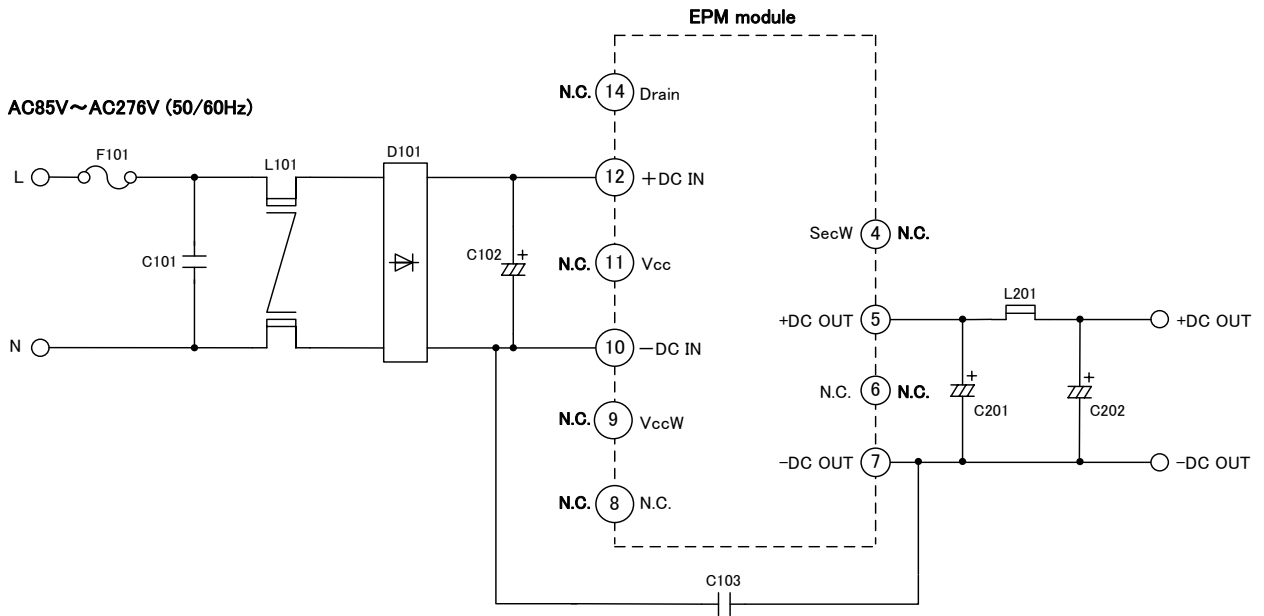 EPM module
N.C. 14 Drain
AC85V～AC276V (50/60Hz)
F101
L101
D101
L
12 +DC IN
SecW 4 N.C.
C101
C102 +
N.C. 11 Vcc
L201
+DC OUT 5
+DC OUT
N
10 -DC IN
N.C. 6 N.C.
+ C201
+ C202
N.C. 9 VccW
-DC OUT 7
-DC OUT
N.C. 8 N.C.
C103